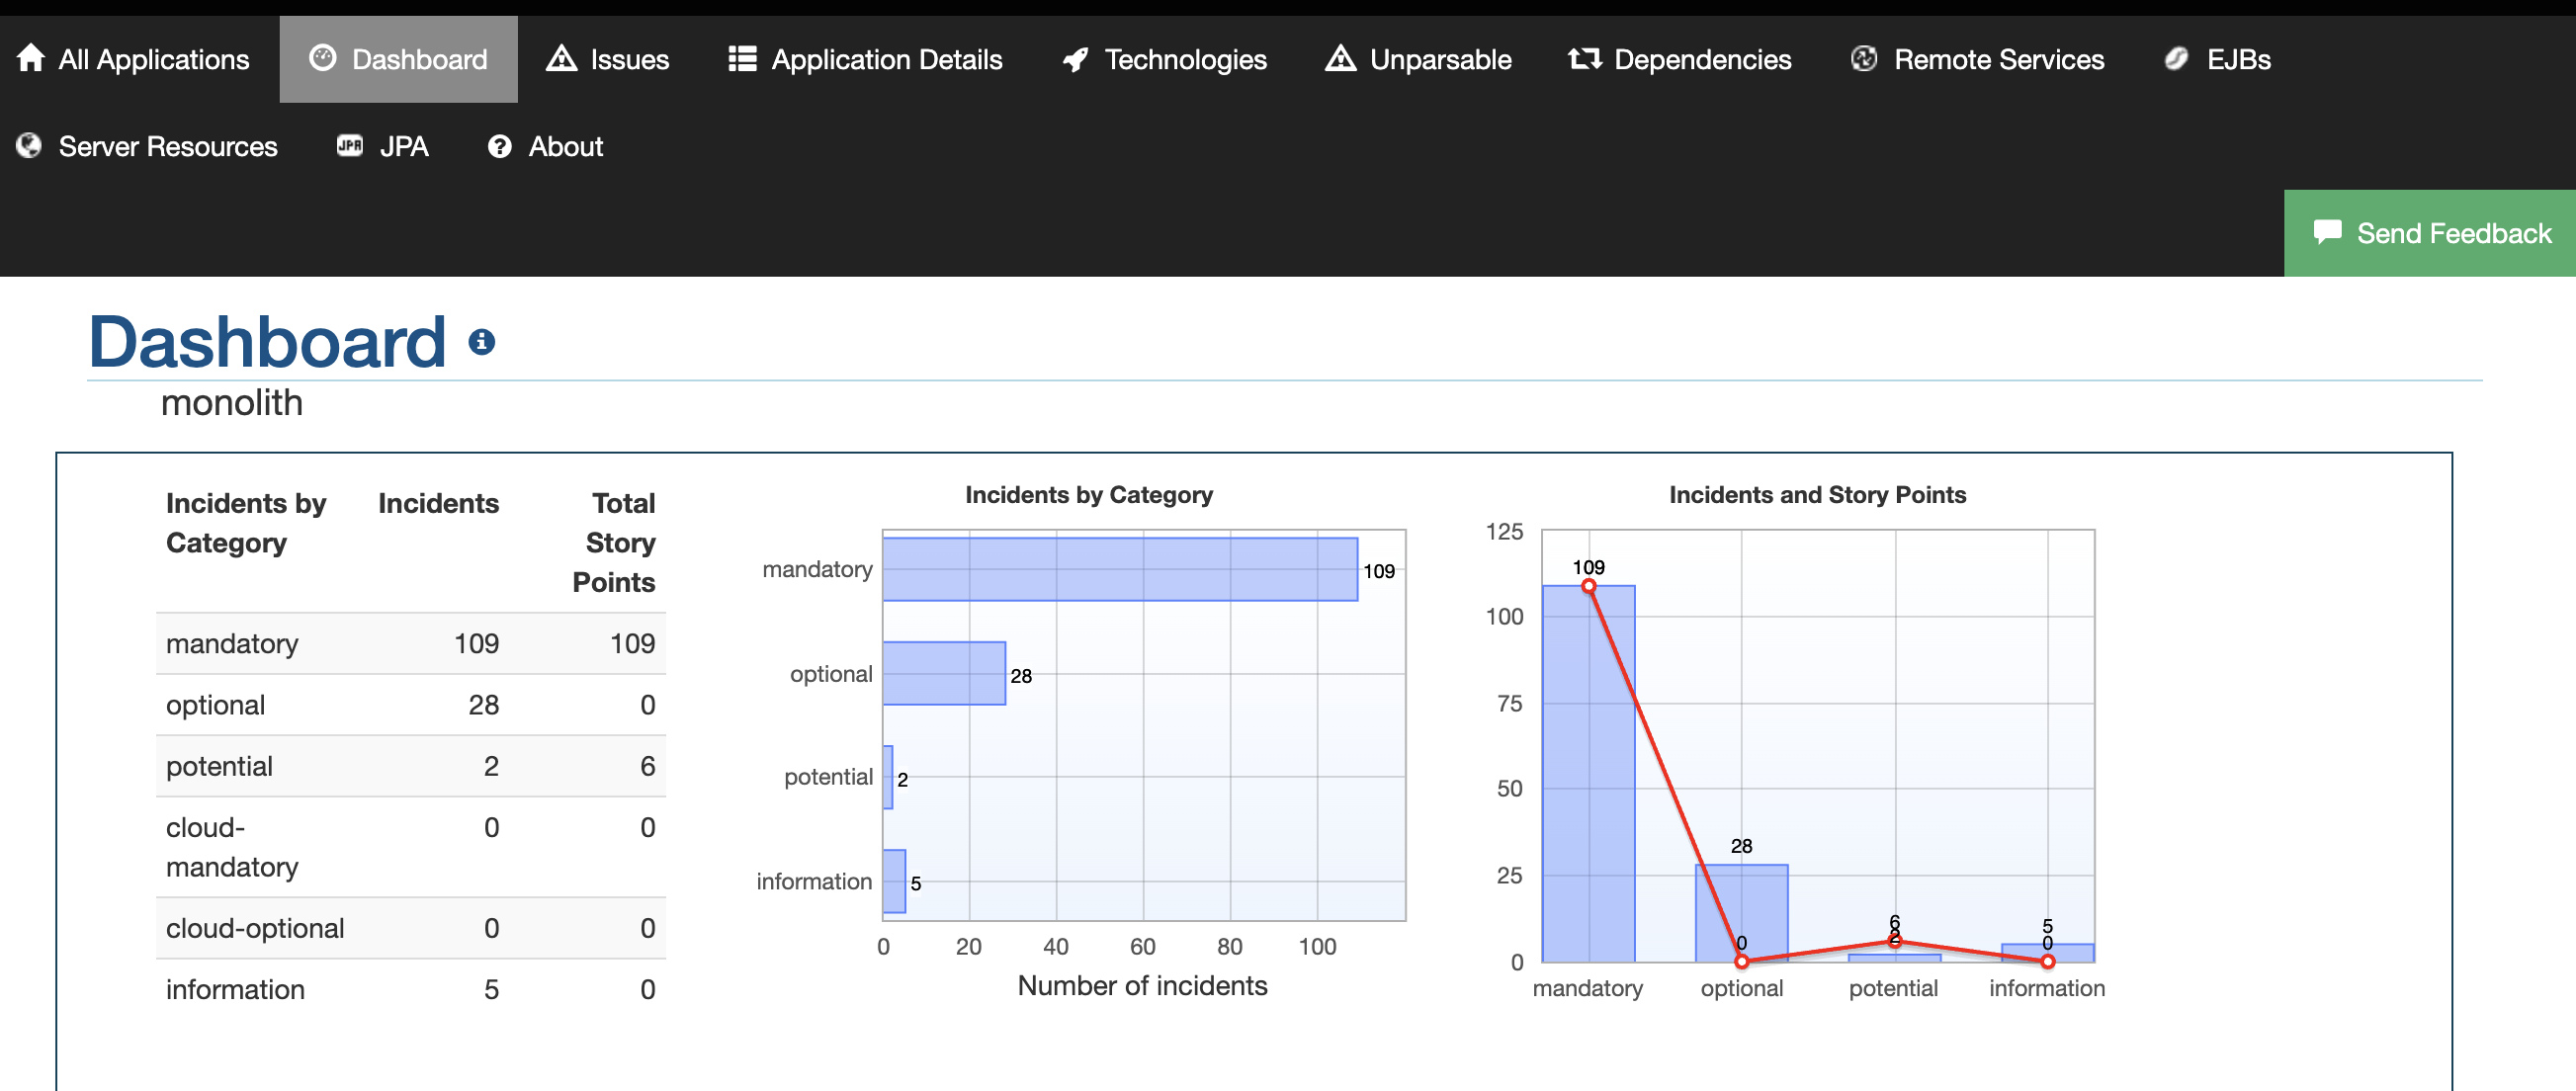 All Applications
Dashboard
Issues
Application Details
Technologies
Unparsable
Dependencies
Remote Services
EJBs
Server Resources
JPA JPA
About
Send Feedback
Dashboard
monolith
Incidents by Category Incidents Total Story Points
mandatory 109 109
optional 28 0
potential 2 6
cloud-mandatory 0 0
cloud-optional 0 0
information 5 0
Incidents by Category
mandatory 109
optional 28
potential 2
information 5
0 20 40 60 80 100
Number of incidents
Incidents and Story Points
125
100
75
50
25
0
109
28
0
6
2
5
0
mandatory optional potential information